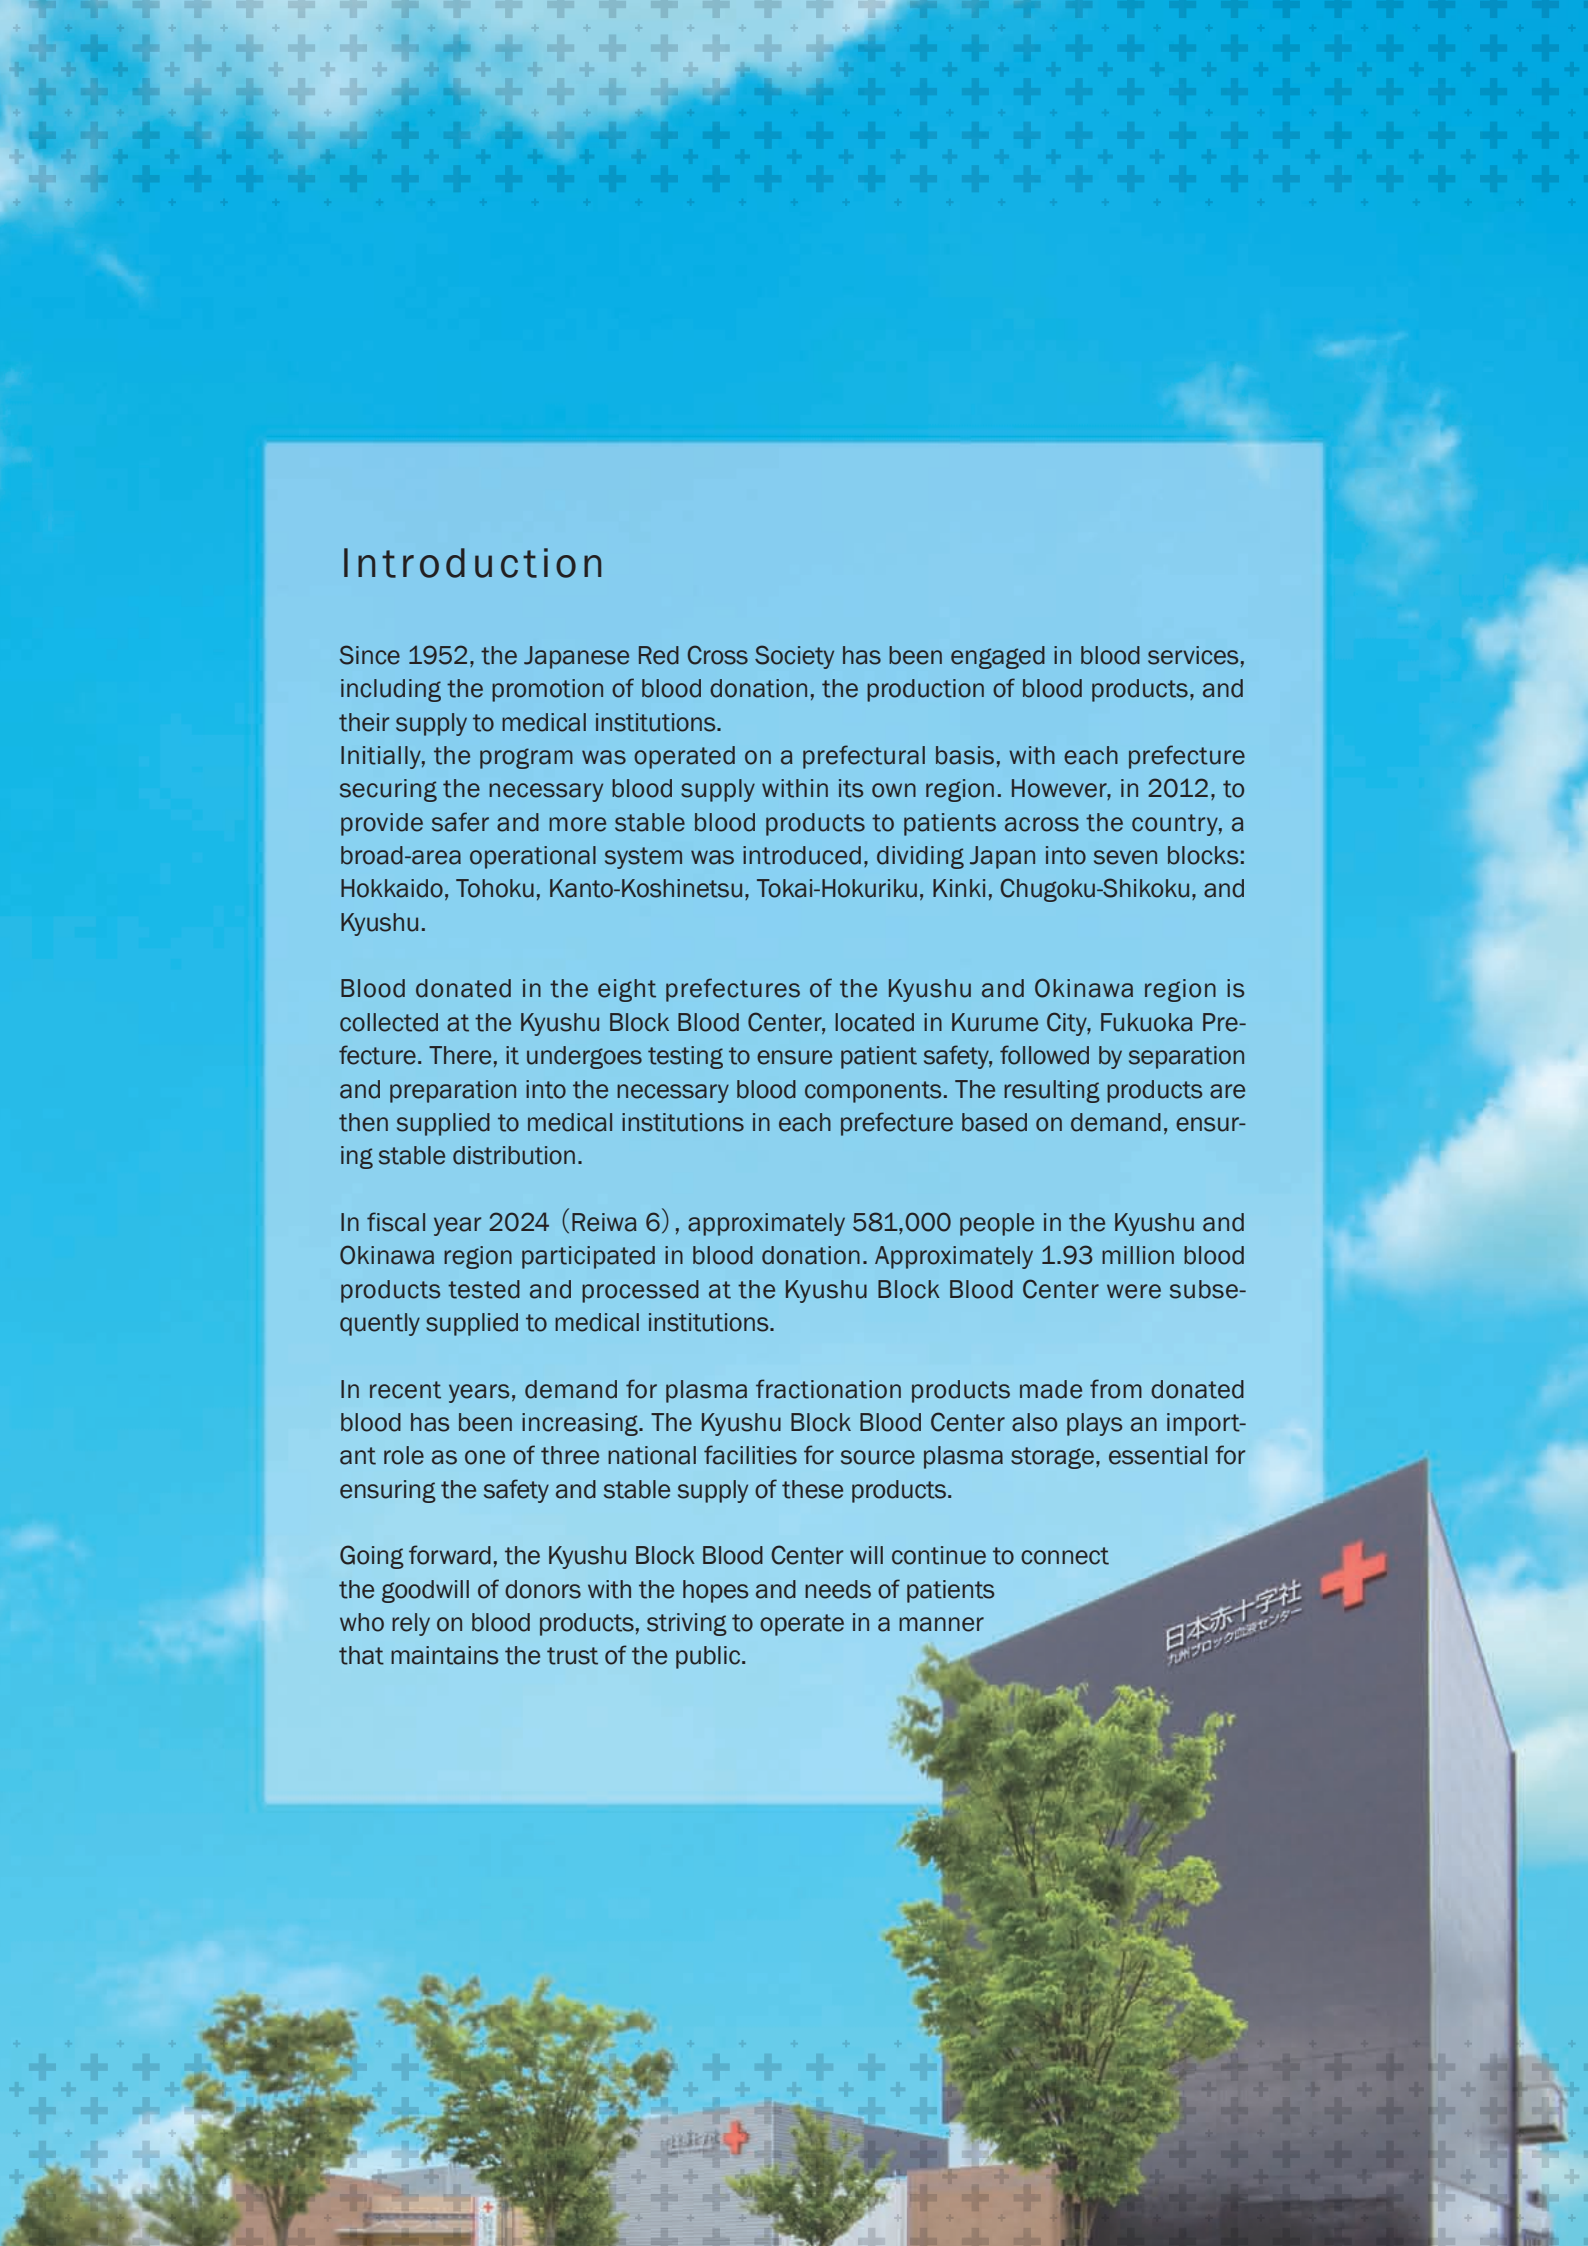 Introduction
Since 1952, the Japanese Red Cross Society has been engaged in blood services,
including the promotion of blood donation, the production of blood products, and
their supply to medical institutions.
Initially, the program was operated on a prefectural basis, with each prefecture
securing the necessary blood supply within its own region. However, in 2012, to
provide safer and more stable blood products to patients across the country, a
broad-area operational system was introduced, dividing Japan into seven blocks:
Hokkaido, Tohoku, Kanto-Koshinetsu, Tokai-Hokuriku, Kinki, Chugoku-Shikoku, and
Kyushu.
Blood donated in the eight prefectures of the Kyushu and Okinawa region is
collected at the Kyushu Block Blood Center, located in Kurume City, Fukuoka Pre-
fecture. There, it undergoes testing to ensure patient safety, followed by separation
and preparation into the necessary blood components. The resulting products are
then supplied to medical institutions in each prefecture based on demand, ensur-
ing stable distribution.
In fiscal year 2024（Reiwa 6）, approximately 581,000 people in the Kyushu and
Okinawa region participated in blood donation. Approximately 1.93 million blood
products tested and processed at the Kyushu Block Blood Center were subse-
quently supplied to medical institutions.
In recent years, demand for plasma fractionation products made from donated
blood has been increasing. The Kyushu Block Blood Center also plays an import-
ant role as one of three national facilities for source plasma storage, essential for
ensuring the safety and stable supply of these products.
Going forward, the Kyushu Block Blood Center will continue to connect
the goodwill of donors with the hopes and needs of patients
who rely on blood products, striving to operate in a manner
that maintains the trust of the public.
日本赤十字社
九州ブロック血液センター